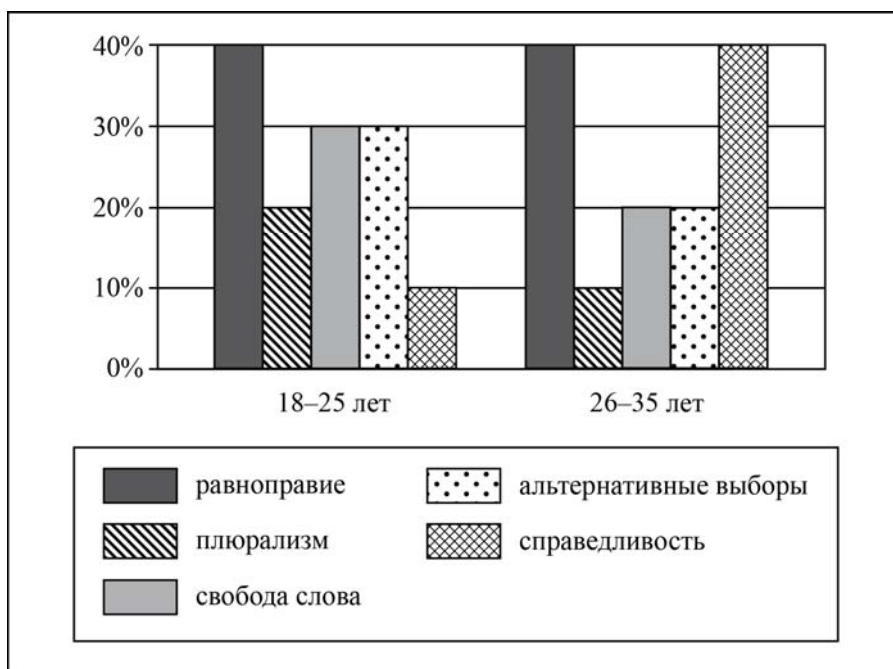 40%
30%
20%
10%
0%
18–25 лет
26–35 лет
равноправие
плюрализм
свобода слова
альтернативные выборы
справедливость